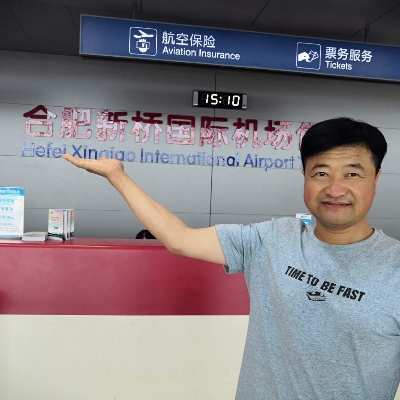 航空保险
Aviation Insurance
票务服务
Tickets
15:10
合肥新桥国际机场
Hefei Xinqiao International Airport
TIME TO BE FAST